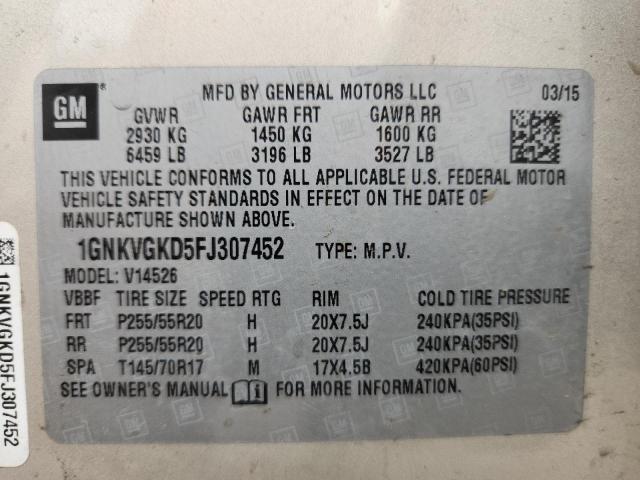 GM
MFD BY GENERAL MOTORS LLC 03/15
GVWR GAWR FRT GAWR RR
2930 KG 1450 KG 1600 KG
6459 LB 3196 LB 3527 LB
THIS VEHICLE CONFORMS TO ALL APPLICABLE U.S. FEDERAL MOTOR
VEHICLE SAFETY STANDARDS IN EFFECT ON THE DATE OF
MANUFACTURE SHOWN ABOVE.
1GNKVGKD5FJ307452 TYPE: M.P.V.
MODEL: V14526
VBBF TIRE SIZE SPEED RTG RIM COLD TIRE PRESSURE
FRT P255/55R20 H 20X7.5J 240KPA(35PSI)
RR P255/55R20 H 20X7.5J 240KPA(35PSI)
SPA T145/70R17 M 17X4.5B 420KPA(60PSI)
SEE OWNER'S MANUAL FOR MORE INFORMATION.
1GNKVGKD5FJ307452